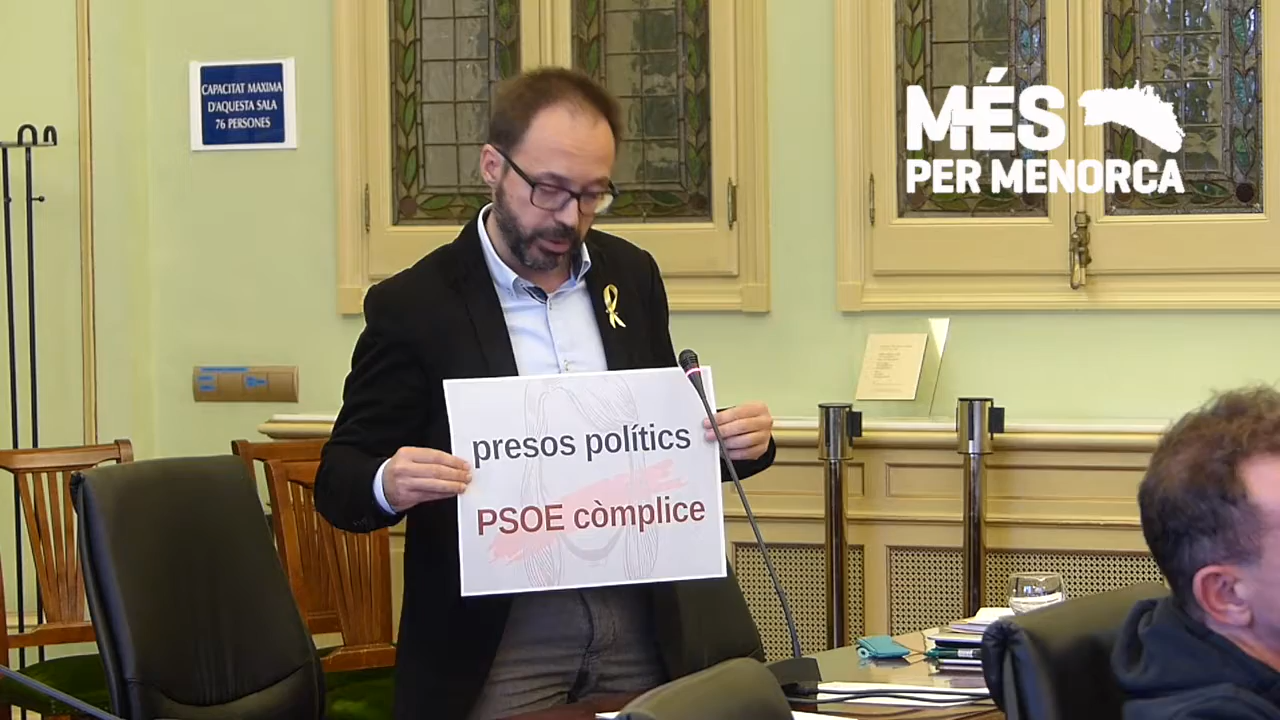 CAPACITAT MAXIMA
D'AQUESTA SALA
76 PERSONES
MÉS
PER MENORCA
presos polítics
PSOE còmplice